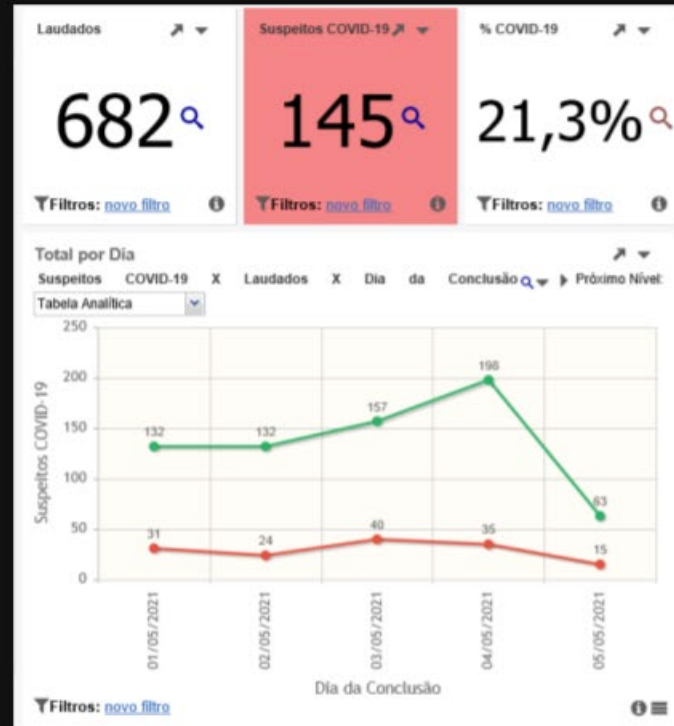 Laudados
682
Filtros: novo filtro
Suspeitos COVID-19
145
Filtros: novo filtro
% COVID-19
21,3%
Filtros: novo filtro
Total por Dia
Suspeitos COVID-19 X Laudados X Dia da Conclusão Próximo Nível:
Tabela Analítica
Suspeitos COVID-19
250
200
150
100
50
0
132 132 157 198 63
31 24 40 35 15
01/05/2021 02/05/2021 03/05/2021 04/05/2021 05/05/2021
Dia da Conclusão
Filtros: novo filtro